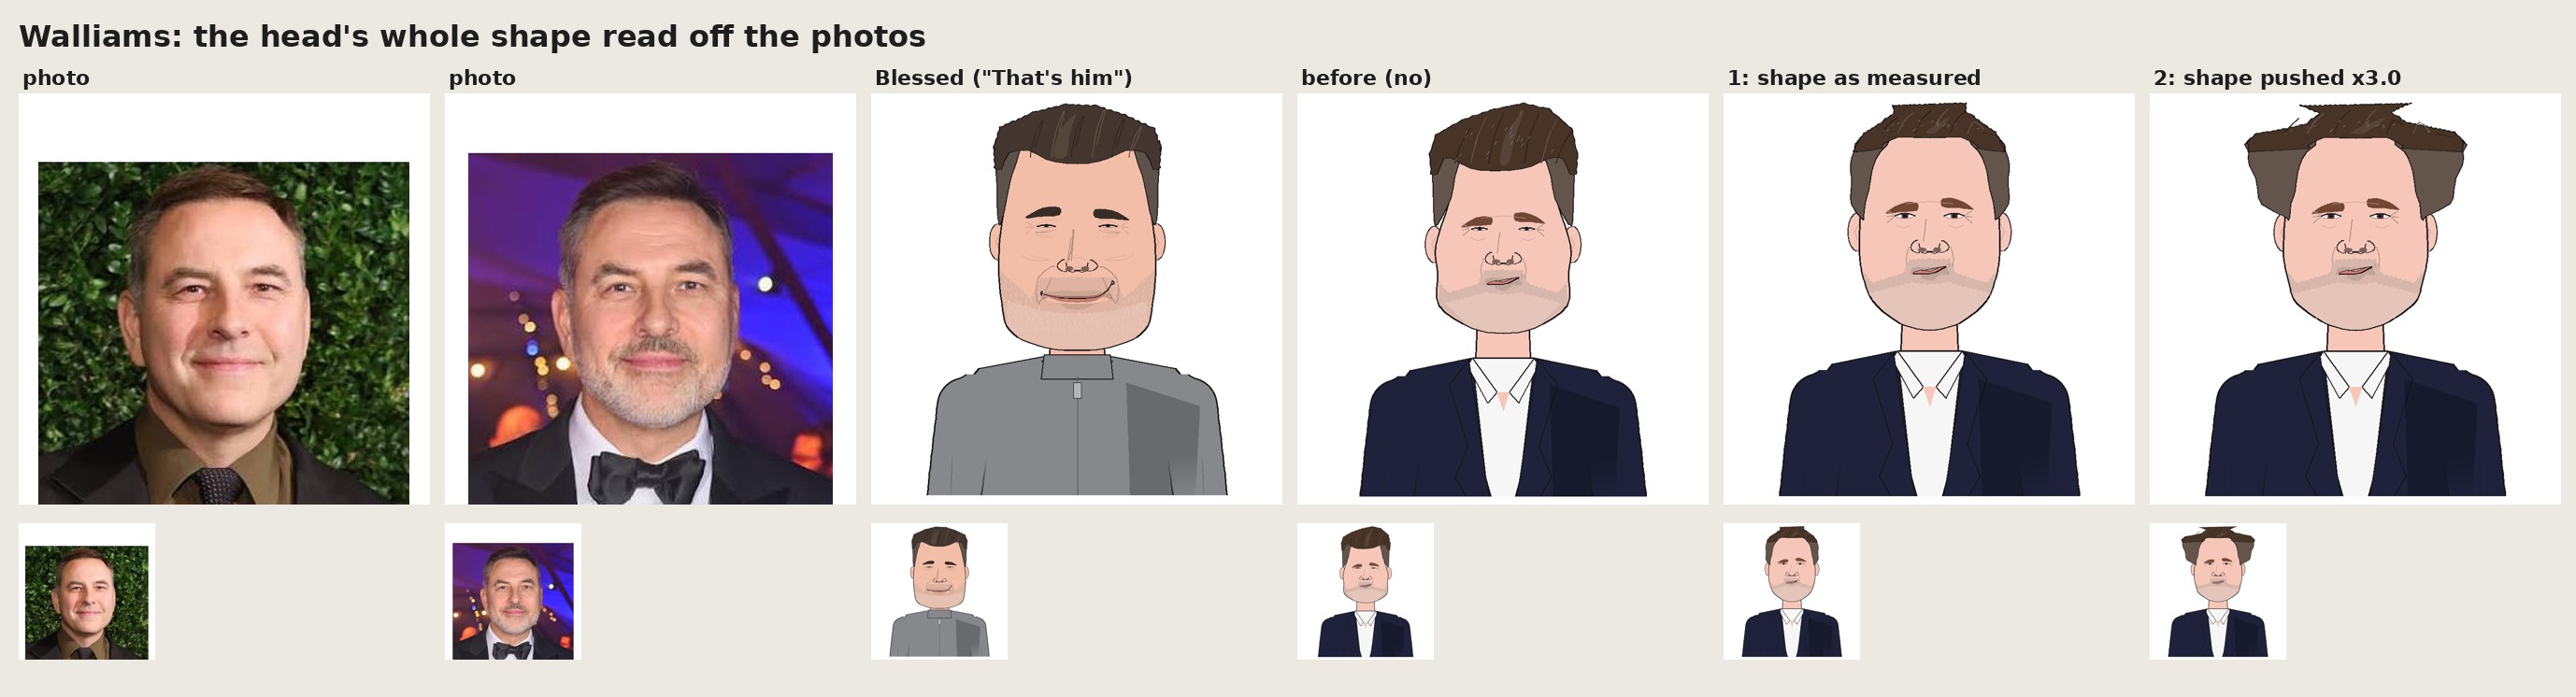 Walliams: the head's whole shape read off the photos
photo
photo
Blessed ("That's him")
before (no)
1: shape as measured
2: shape pushed x3.0